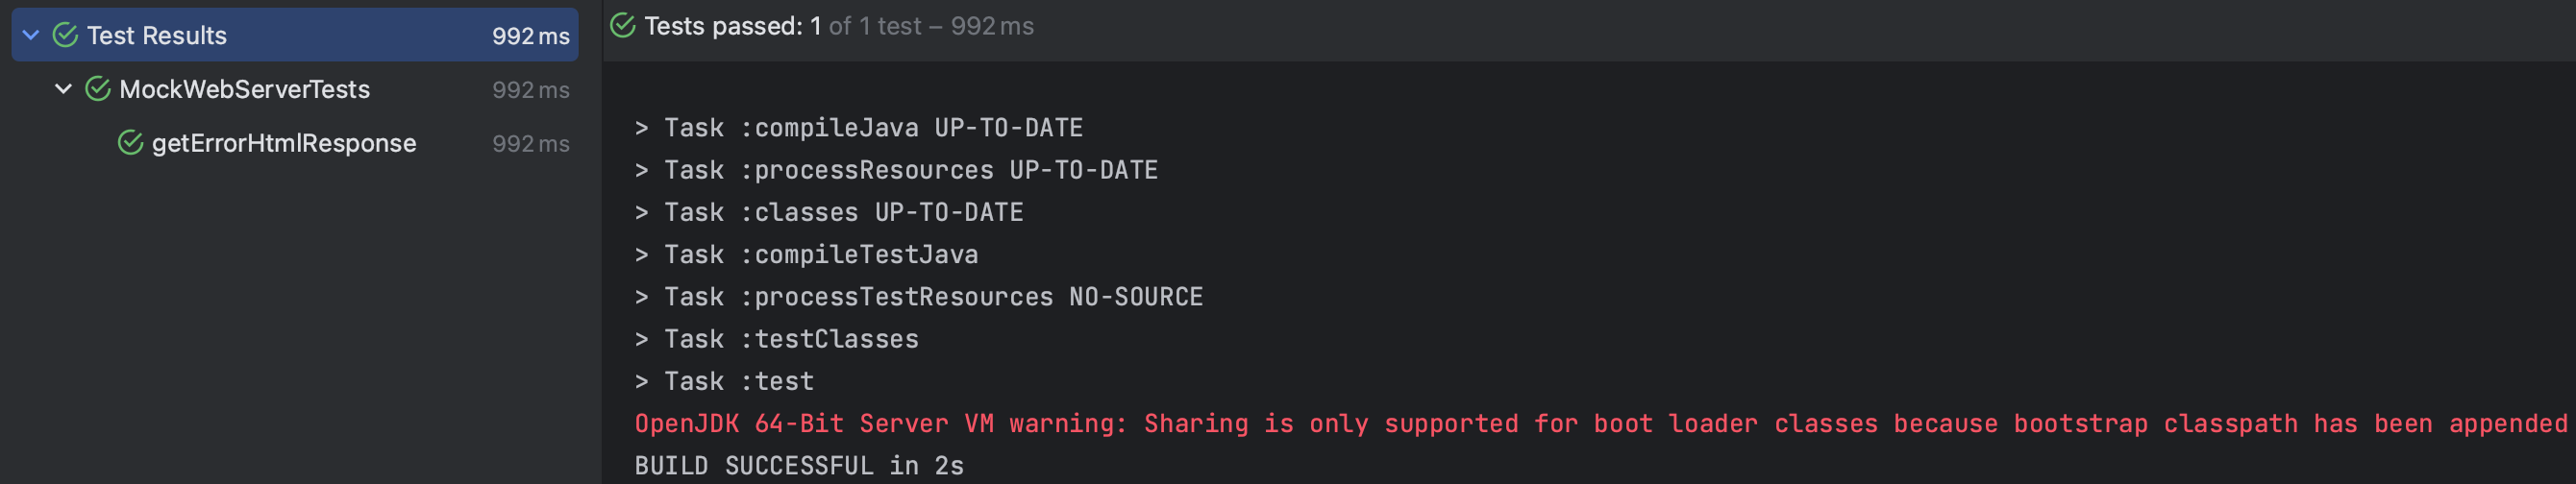 Test Results 992 ms
MockWebServerTests 992 ms
getErrorHtmlResponse 992 ms
Tests passed: 1 of 1 test – 992 ms
> Task :compileJava UP-TO-DATE
> Task :processResources UP-TO-DATE
> Task :classes UP-TO-DATE
> Task :compileTestJava
> Task :processTestResources NO-SOURCE
> Task :testClasses
> Task :test
OpenJDK 64-Bit Server VM warning: Sharing is only supported for boot loader classes because bootstrap classpath has been appended
BUILD SUCCESSFUL in 2s